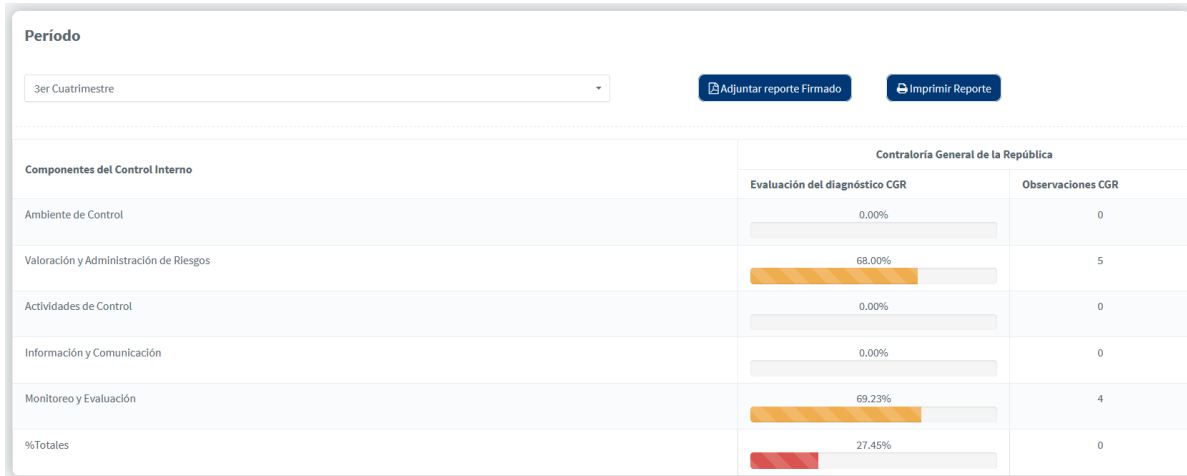 Período
3er Cuatrimestre
Adjuntar reporte Firmado
Imprimir Reporte
Componentes del Control Interno
Contraloría General de la República
Evaluación del diagnóstico CGR
Observaciones CGR
Ambiente de Control 0.00% 0
Valoración y Administración de Riesgos 68.00% 5
Actividades de Control 0.00% 0
Información y Comunicación 0.00% 0
Monitoreo y Evaluación 69.23% 4
%Totales 27.45% 0